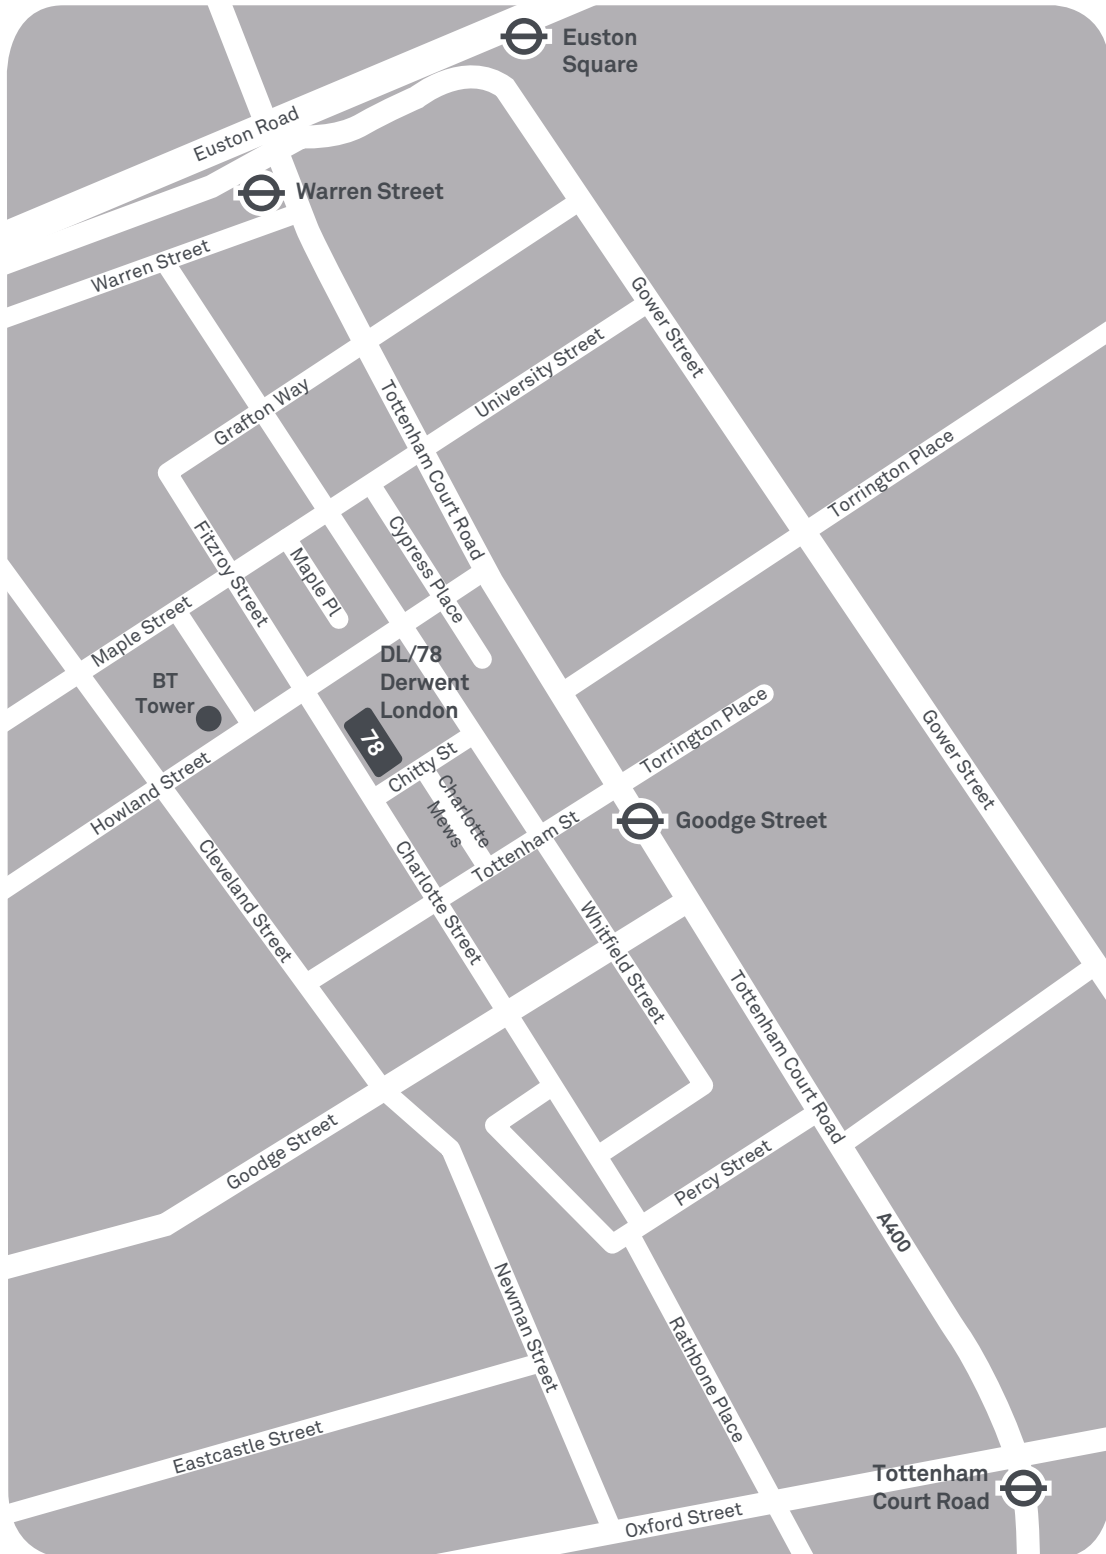 Euston
Square
Euston Road
Warren Street
Warren Street
Gower Street
University Street
Grafton Way
Tottenham Court Road
Torrington Place
Fitzroy Street
Cypress Place
Maple Pl
Maple Street
BT
Tower
DL/78
Derwent
London
78
Chitty St
Charlotte
Mews
Torrington Place
Gower Street
Howland Street
Goodge Street
Tottenham St
Cleveland Street
Charlotte Street
Whitfield Street
Tottenham Court Road
Goodge Street
Percy Street
A400
Newman Street
Rathbone Place
Eastcastle Street
Tottenham
Court Road
Oxford Street